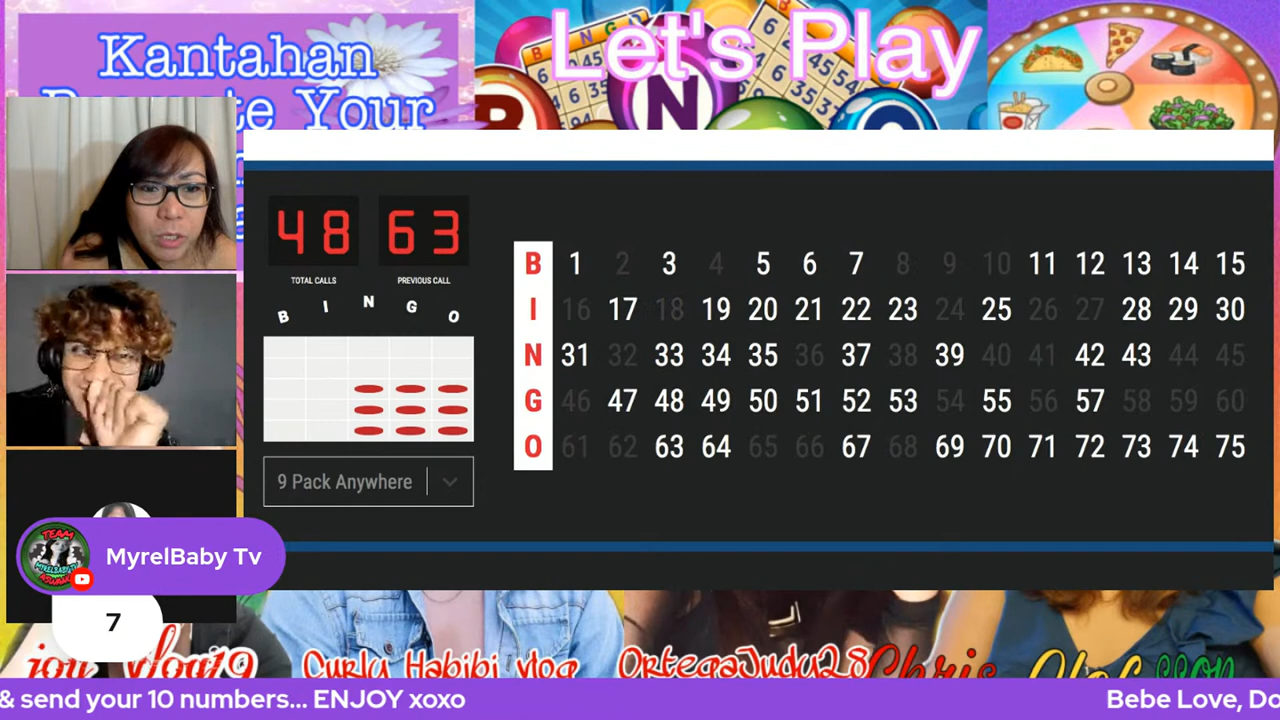 Kantahan
Let's Play
48 63
TOTAL CALLS PREVIOUS CALL
B I N G O
9 Pack Anywhere
B 1 2 3 4 5 6 7 8 9 10 11 12 13 14 15
I 16 17 18 19 20 21 22 23 24 25 26 27 28 29 30
N 31 32 33 34 35 36 37 38 39 40 41 42 43 44 45
G 46 47 48 49 50 51 52 53 54 55 56 57 58 59 60
O 61 62 63 64 65 66 67 68 69 70 71 72 73 74 75
MyrelBaby Tv
7
Curly Habibi vlog OrtegaJudy28 Chris
& send your 10 numbers... ENJOY xoxo Bebe Love, Do